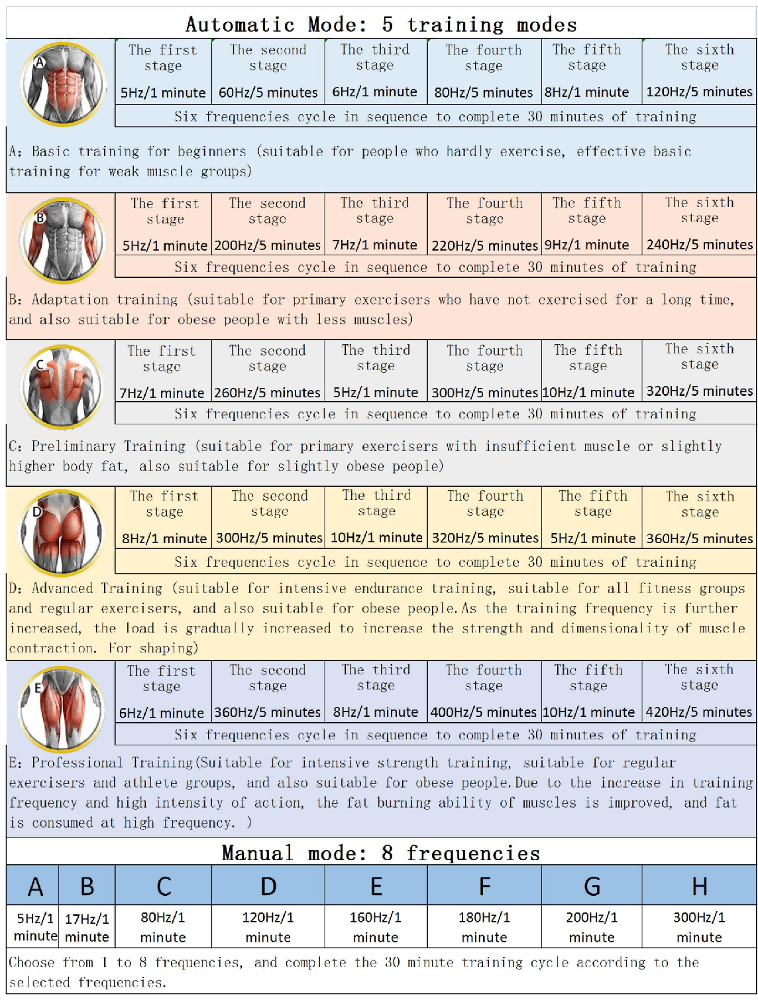 Automatic Mode: 5 training modes
A
The first stage
The second stage
The third stage
The fourth stage
The fifth stage
The sixth stage
5Hz/1 minute
60Hz/5 minutes
6Hz/1 minute
80Hz/5 minutes
8Hz/1 minute
120Hz/5 minutes
Six frequencies cycle in sequence to complete 30 minutes of training
A: Basic training for beginners (suitable for people who hardly exercise, effective basic
training for weak muscle groups)
B
The first stage
The second stage
The third stage
The fourth stage
The fifth stage
The sixth stage
5Hz/1 minute
200Hz/5 minutes
7Hz/1 minute
220Hz/5 minutes
9Hz/1 minute
240Hz/5 minutes
Six frequencies cycle in sequence to complete 30 minutes of training
B: Adaptation training (suitable for primary exercisers who have not exercised for a long time,
and also suitable for obese people with less muscles)
C
The first stage
The second stage
The third stage
The fourth stage
The fifth stage
The sixth stage
7Hz/1 minute
260Hz/5 minutes
5Hz/1 minute
300Hz/5 minutes
10Hz/1 minute
320Hz/5 minutes
Six frequencies cycle in sequence to complete 30 minutes of training
C: Preliminary Training (suitable for primary exercisers with insufficient muscle or slightly
higher body fat, also suitable for slightly obese people)
D
The first stage
The second stage
The third stage
The fourth stage
The fifth stage
The sixth stage
8Hz/1 minute
300Hz/5 minutes
10Hz/1 minute
320Hz/5 minutes
5Hz/1 minute
360Hz/5 minutes
Six frequencies cycle in sequence to complete 30 minutes of training
D: Advanced Training (suitable for intensive endurance training, suitable for all fitness groups
and regular exercisers, and also suitable for obese people.As the training frequency is further
increased, the load is gradually increased to increase the strength and dimensionality of muscle
contraction. For shaping)
E
The first stage
The second stage
The third stage
The fourth stage
The fifth stage
The sixth stage
6Hz/1 minute
360Hz/5 minutes
8Hz/1 minute
400Hz/5 minutes
10Hz/1 minute
420Hz/5 minutes
Six frequencies cycle in sequence to complete 30 minutes of training
E: Professional Training(Suitable for intensive strength training, suitable for regular
exercisers and athlete groups, and also suitable for obese people.Due to the increase in training
frequency and high intensity of action, the fat burning ability of muscles is improved, and fat
is consumed at high frequency. )
Manual mode: 8 frequencies
A B C D E F G H
5Hz/1 minute
17Hz/1 minute
80Hz/1 minute
120Hz/1 minute
160Hz/1 minute
180Hz/1 minute
200Hz/1 minute
300Hz/1 minute
Choose from 1 to 8 frequencies, and complete the 30 minute training cycle according to the
selected frequencies.